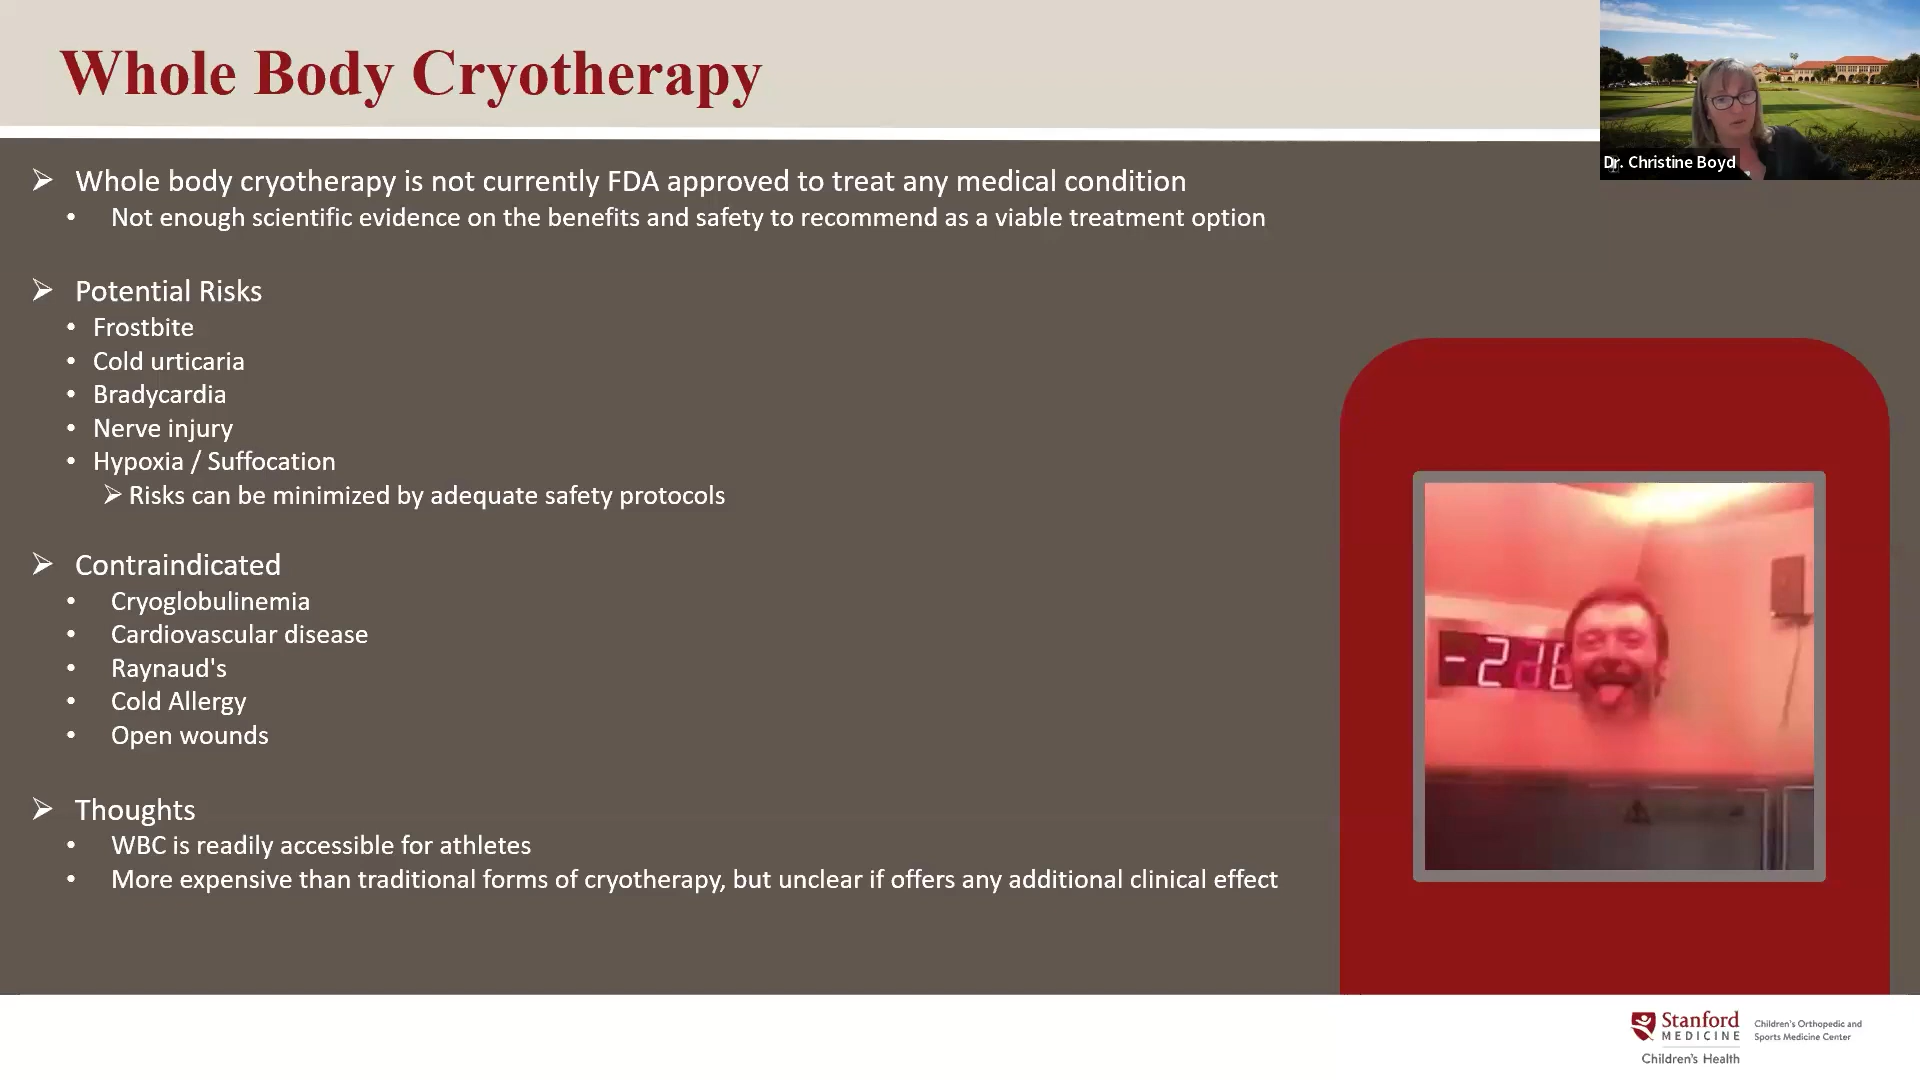 Whole Body Cryotherapy
Dr. Christine Boyd
Whole body cryotherapy is not currently FDA approved to treat any medical condition
Not enough scientific evidence on the benefits and safety to recommend as a viable treatment option
Potential Risks
Frostbite
Cold urticaria
Bradycardia
Nerve injury
Hypoxia / Suffocation
Risks can be minimized by adequate safety protocols
Contraindicated
Cryoglobulinemia
Cardiovascular disease
Raynaud's
Cold Allergy
Open wounds
Thoughts
WBC is readily accessible for athletes
More expensive than traditional forms of cryotherapy, but unclear if offers any additional clinical effect
Stanford
MEDICINE
Children's Health
Children's Orthopedic and
Sports Medicine Center